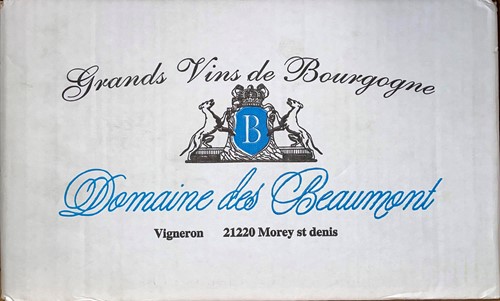 Grands Vins de Bourgogne
B
Domaine des Beaumont
Vigneron 21220 Morey st denis